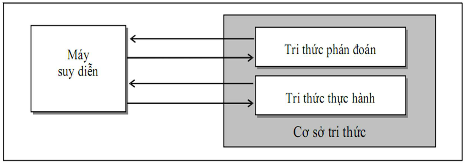 Máy
suy diễn
Tri thức phán đoán
Tri thức thực hành
Cơ sở tri thức